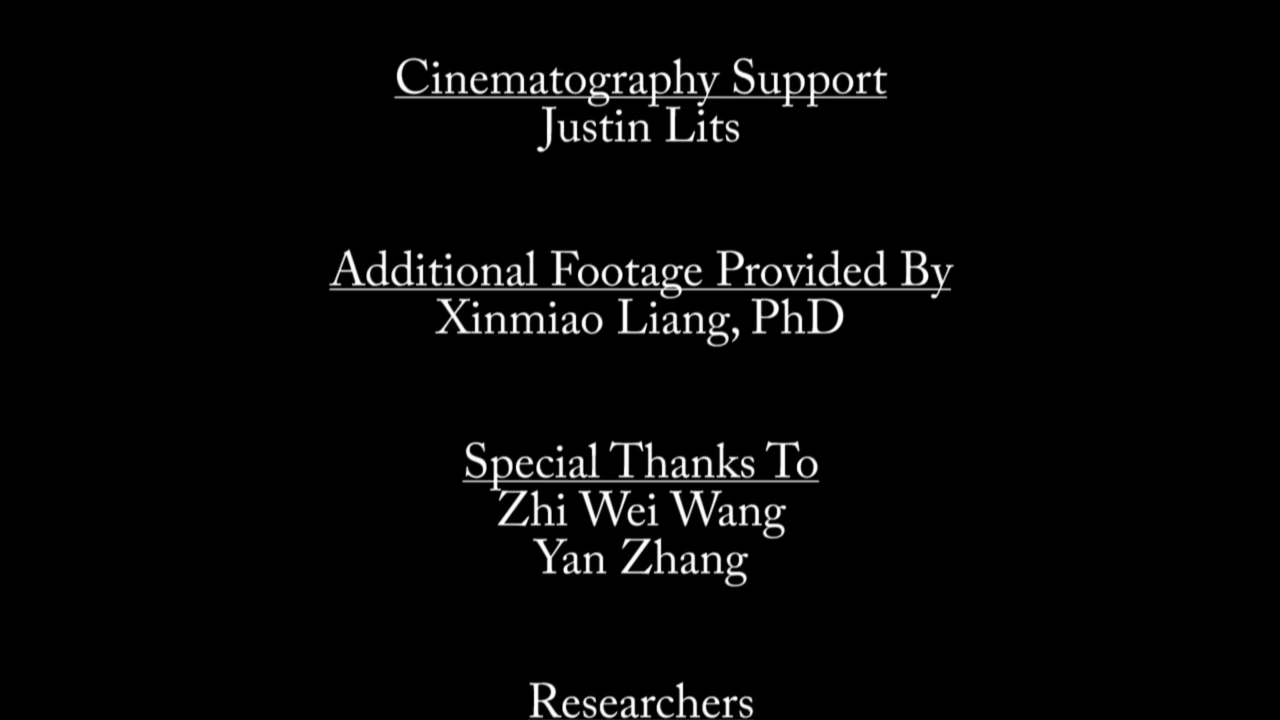 Cinematography Support
Justin Lits
Additional Footage Provided By
Xinmiao Liang, PhD
Special Thanks To
Zhi Wei Wang
Yan Zhang
Researchers